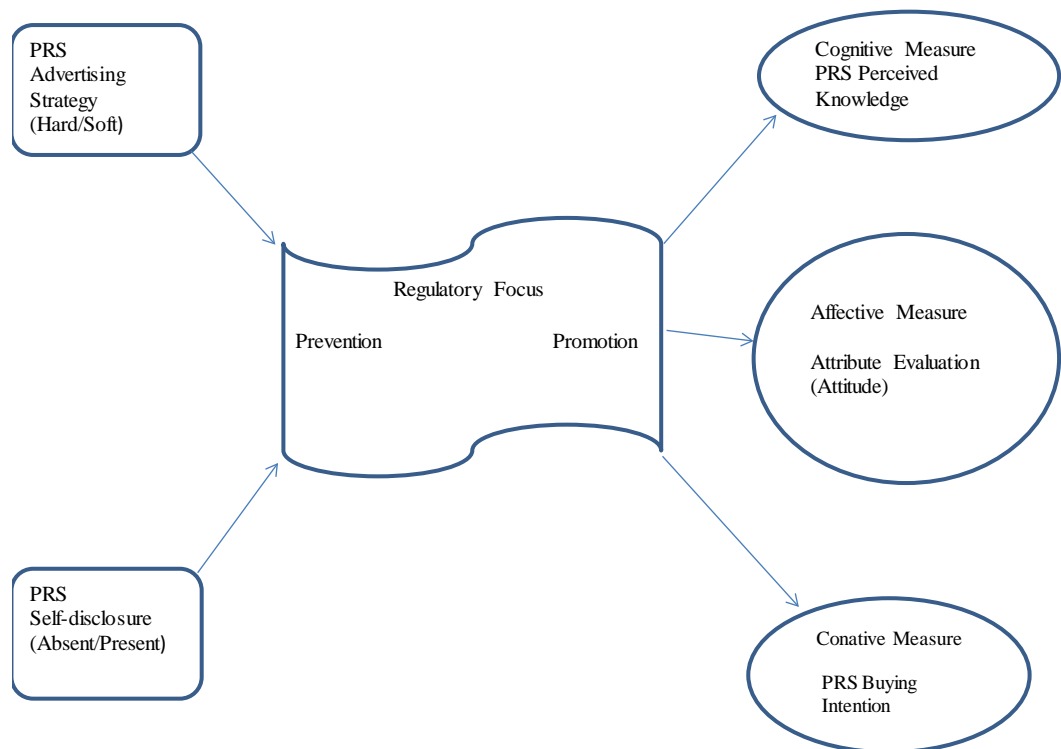 PRS
Advertising
Strategy
(Hard/Soft)
Cognitive Measure
PRS Perceived
Knowledge
Regulatory Focus
Prevention Promotion
Affective Measure
Attribute Evaluation
(Attitude)
PRS
Self-disclosure
(Absent/Present)
Conative Measure
PRS Buying
Intention